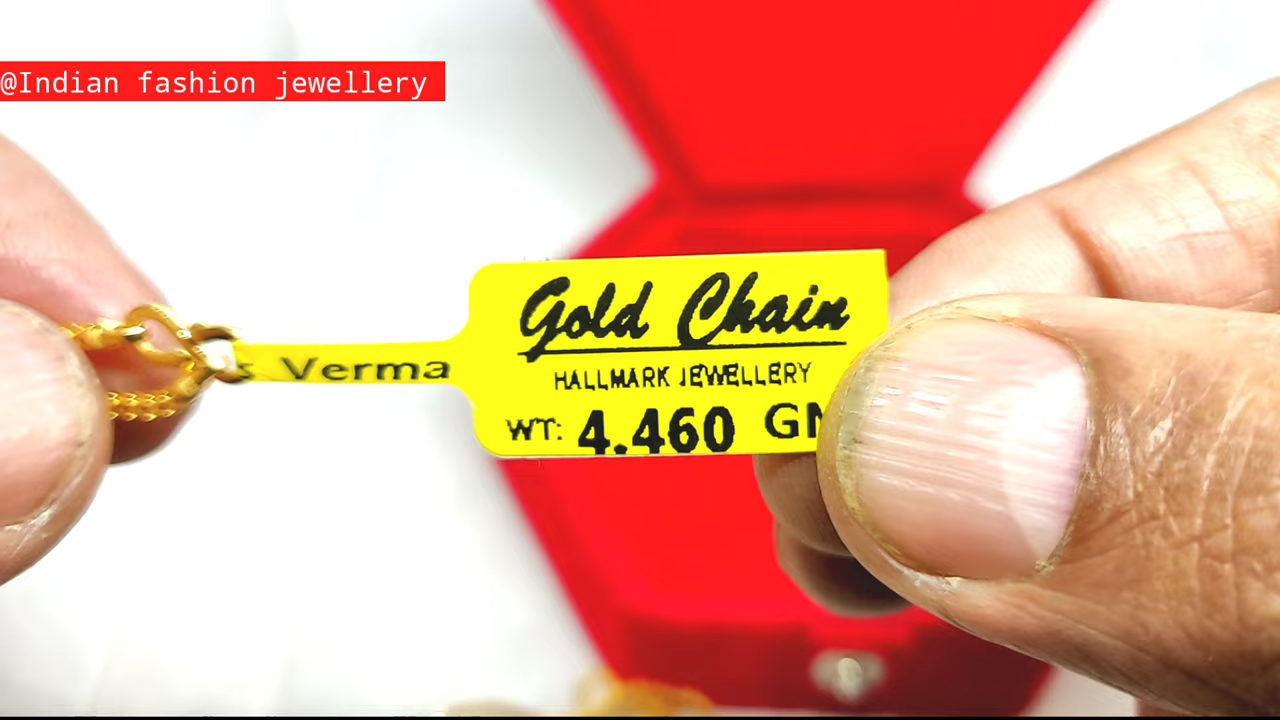 @Indian fashion jewellery
Verma
Gold Chain
HALLMARK JEWELLERY
WT: 4.460